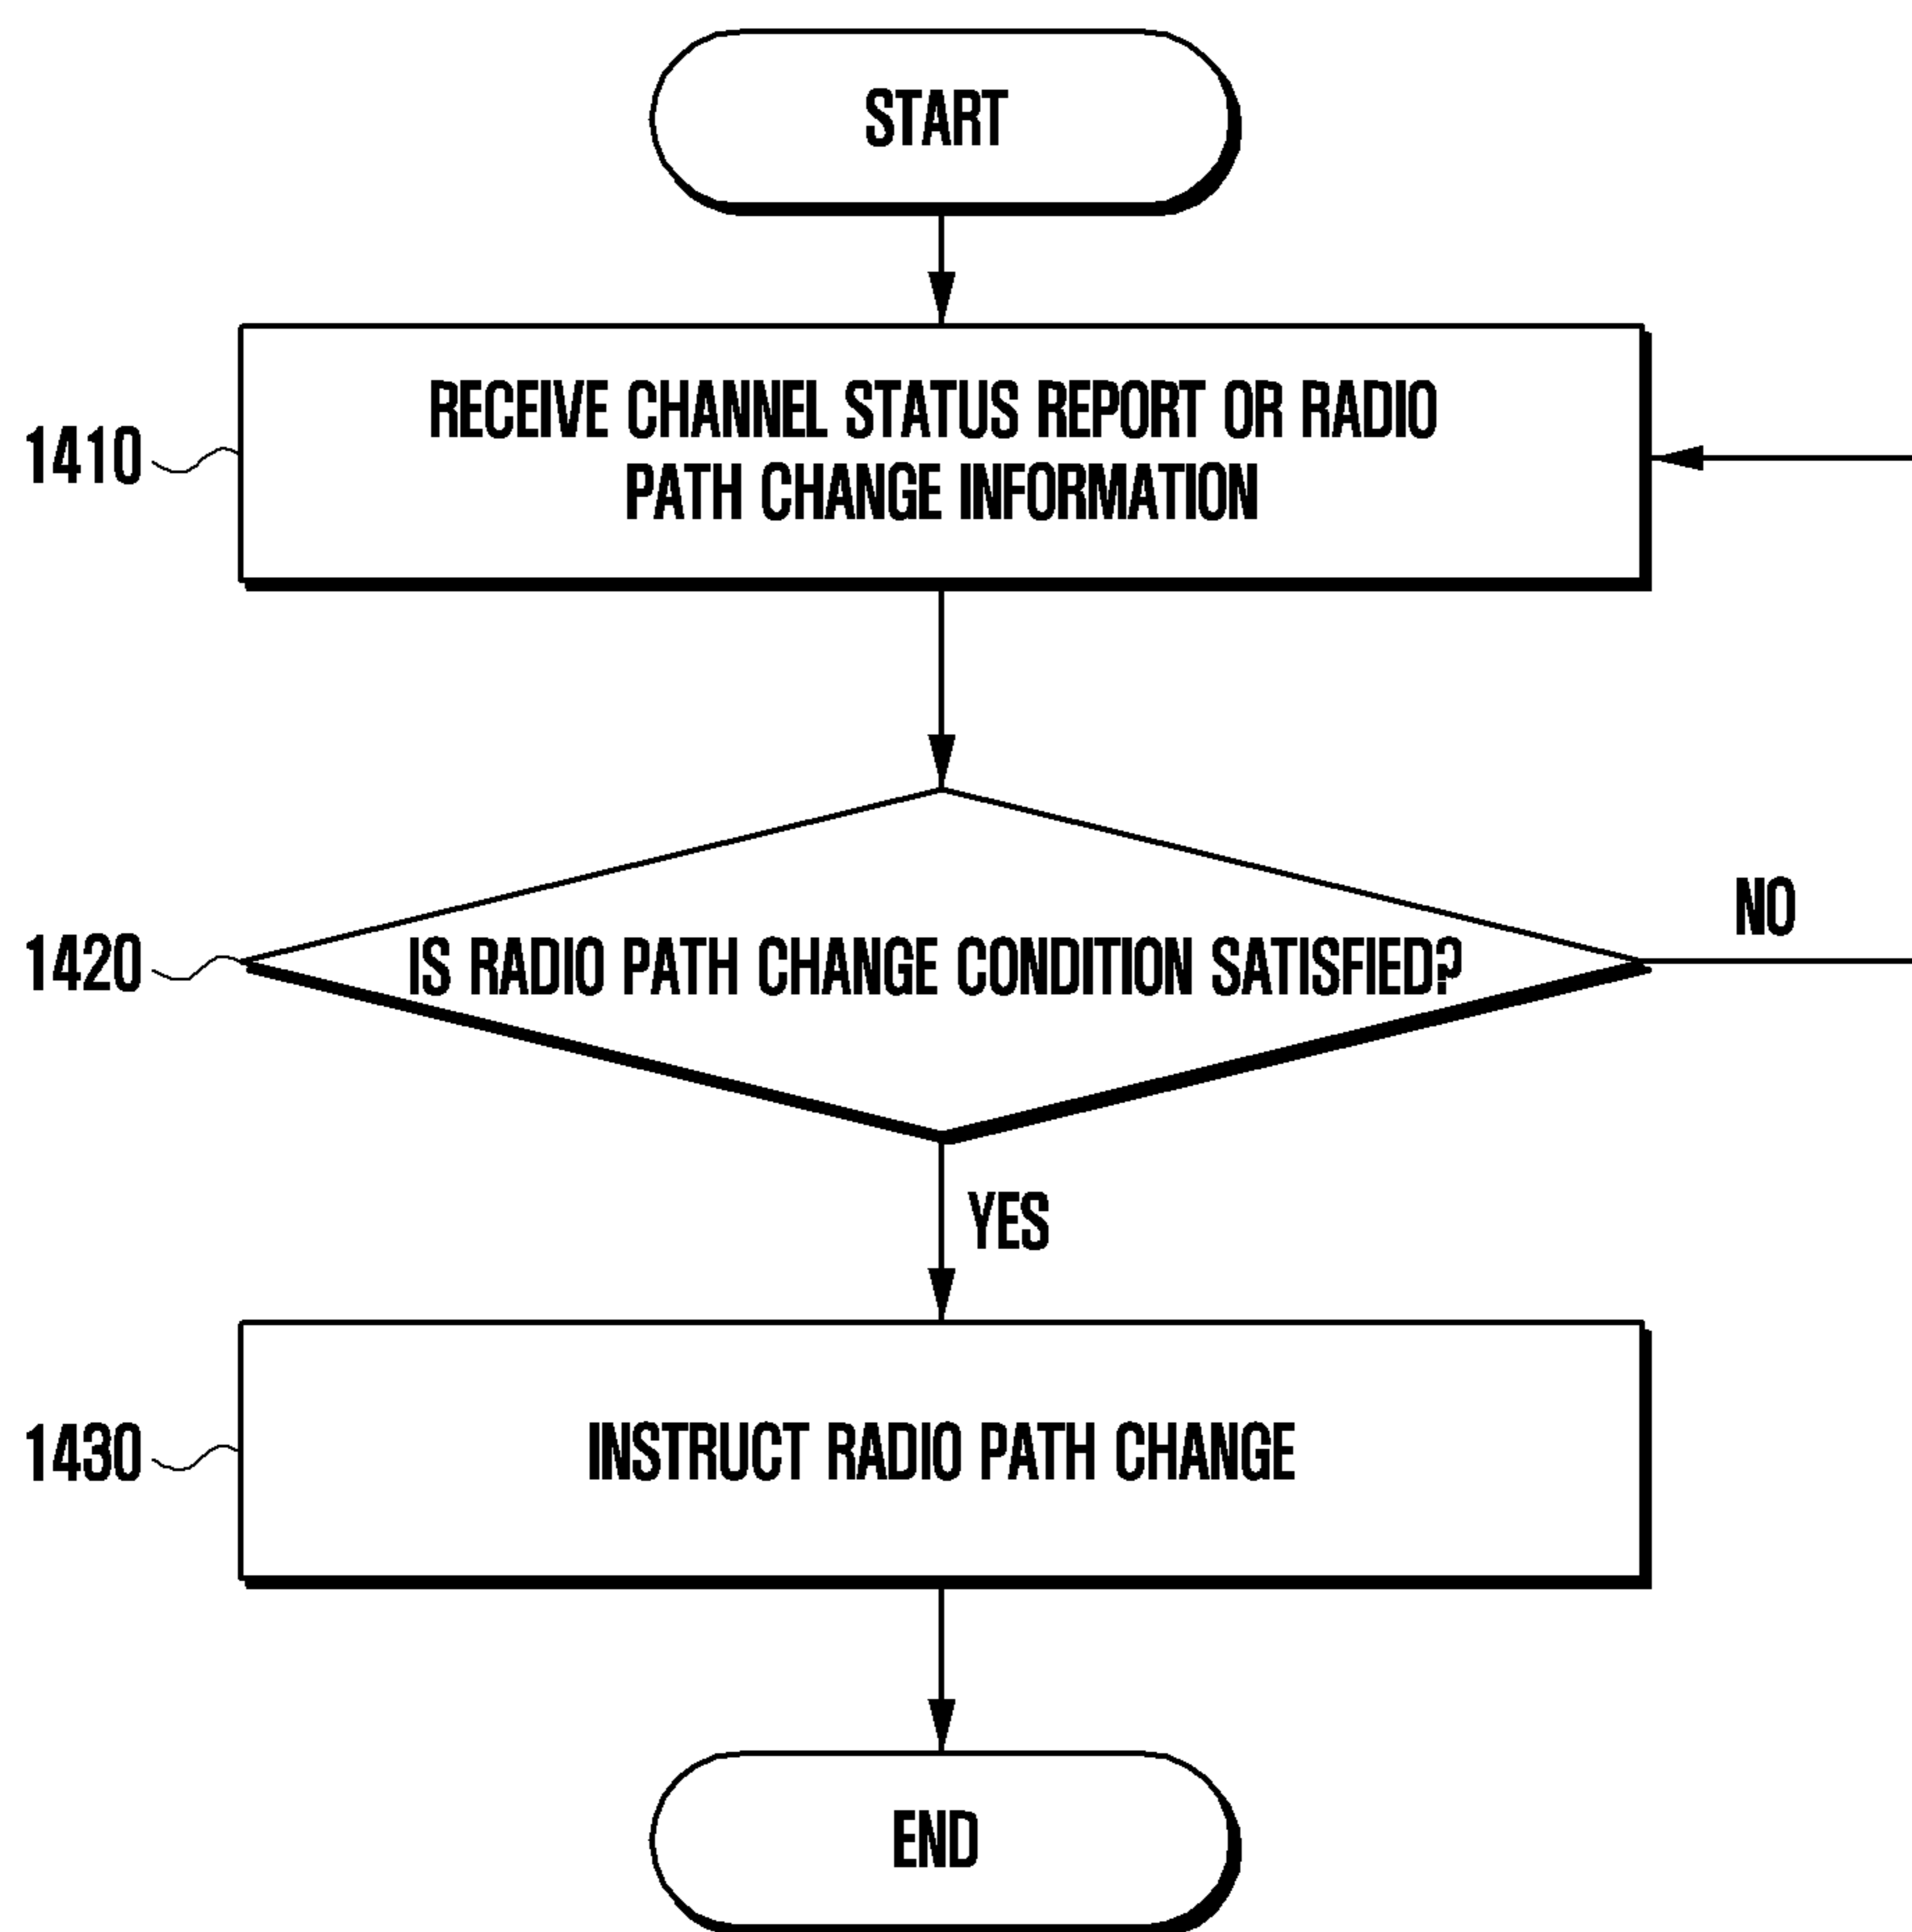 START
1410
RECEIVE CHANNEL STATUS REPORT OR RADIO
PATH CHANGE INFORMATION
1420
IS RADIO PATH CHANGE CONDITION SATISFIED?
NO
YES
1430
INSTRUCT RADIO PATH CHANGE
END